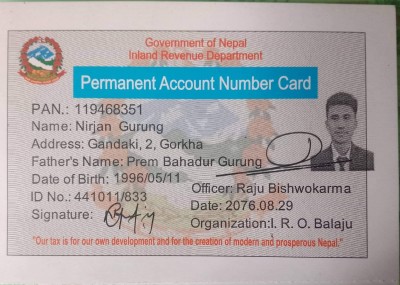 Government of Nepal
Inland Revenue Department
Permanent Account Number Card
PAN.: 119468351
Name: Nirjan Gurung
Address: Gandaki, 2, Gorkha
Father's Name: Prem Bahadur Gurung
Date of Birth: 1996/05/11
Officer: Raju Bishwokarma
ID No.: 441011/833
Date: 2076.08.29
Signature:
Organization:I. R. O. Balaju
"Our tax is for our own development and for the creation of modern and prosperous Nepal."